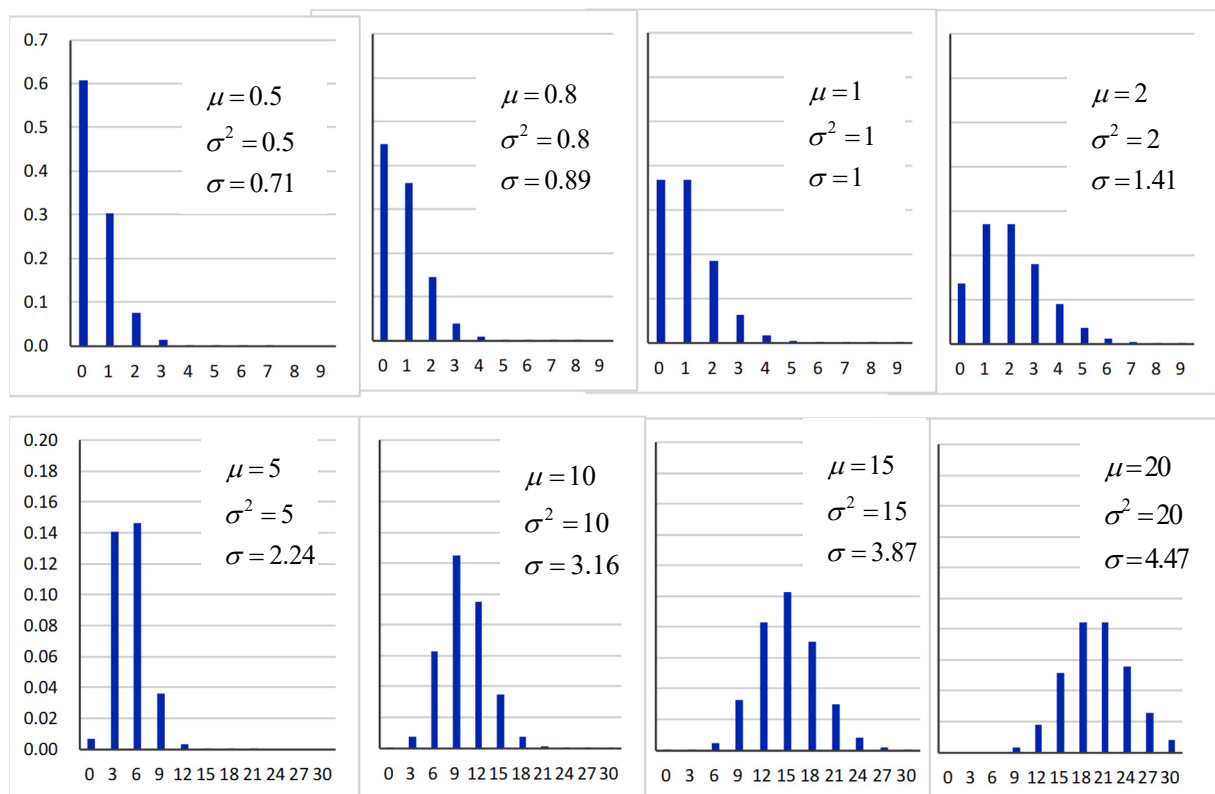 0.7
0.6
0.5
0.4
0.3
0.2
0.1
0.0
μ = 0.5
σ² = 0.5
σ = 0.71
0 1 2 3 4 5 6 7 8 9
μ = 0.8
σ² = 0.8
σ = 0.89
0 1 2 3 4 5 6 7 8 9
μ = 1
σ² = 1
σ = 1
0 1 2 3 4 5 6 7 8 9
μ = 2
σ² = 2
σ = 1.41
0 1 2 3 4 5 6 7 8 9
0.20
0.18
0.16
0.14
0.12
0.10
0.08
0.06
0.04
0.02
0.00
μ = 5
σ² = 5
σ = 2.24
0 3 6 9 12 15 18 21 24 27 30
μ = 10
σ² = 10
σ = 3.16
0 3 6 9 12 15 18 21 24 27 30
μ = 15
σ² = 15
σ = 3.87
0 3 6 9 12 15 18 21 24 27 30
μ = 20
σ² = 20
σ = 4.47
0 3 6 9 12 15 18 21 24 27 30